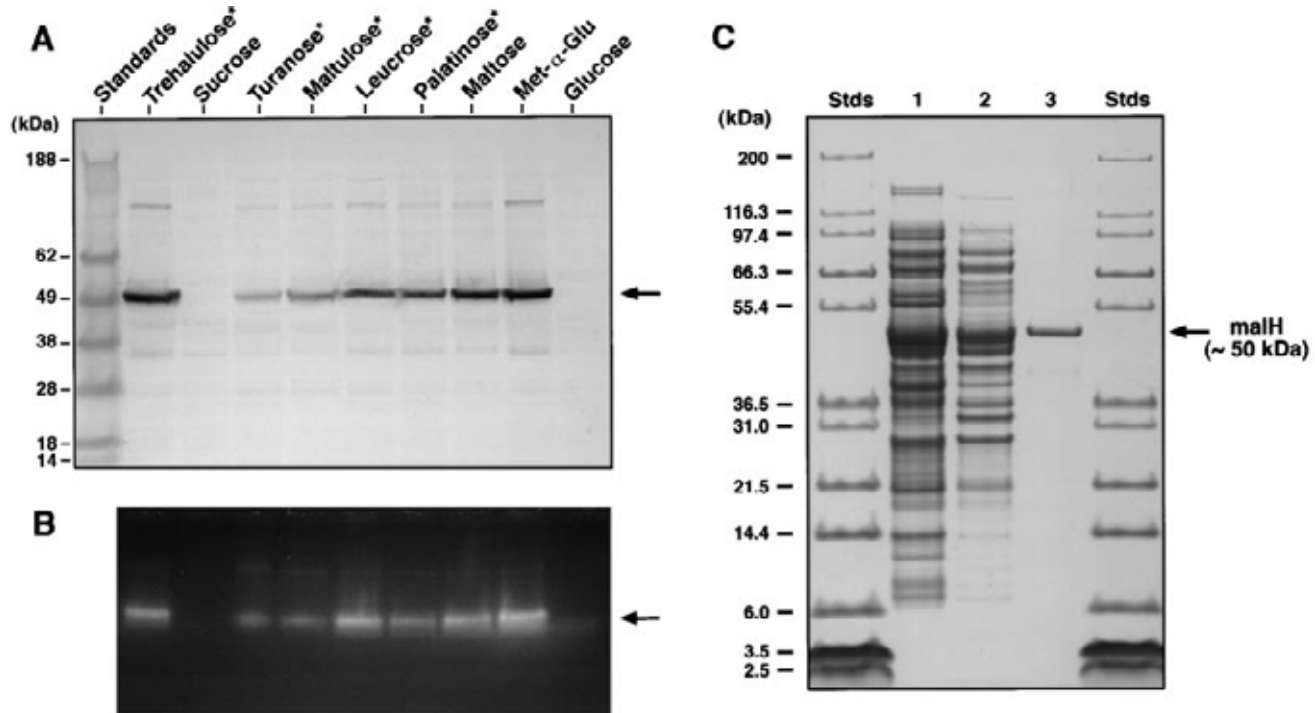 A
Standards
Trehalulose*
Sucrose
Turanose*
Maltulose*
Leucrose*
Palatinose*
Maltose
Met-α-Glu
Glucose
(kDa)
188
62
49
38
28
18
14
B
C
(kDa)
Stds 1 2 3 Stds
200
116.3
97.4
66.3
55.4
36.5
31.0
21.5
14.4
6.0
3.5
2.5
malH
(~ 50 kDa)